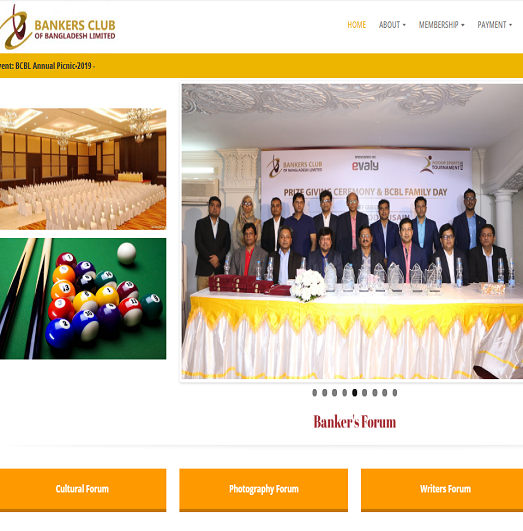 BANKERS CLUB
OF BANGLADESH LIMITED
HOME ABOUT MEMBERSHIP PAYMENT
vent: BCBL Annual Picnic-2019 -
BANKERS CLUB
OF BANGLADESH LIMITED
evaly
TOURNAMENT
PRIZE GIVING CEREMONY & BCBL FAMILY DAY
Banker's Forum
Cultural Forum
Photography Forum
Writers Forum